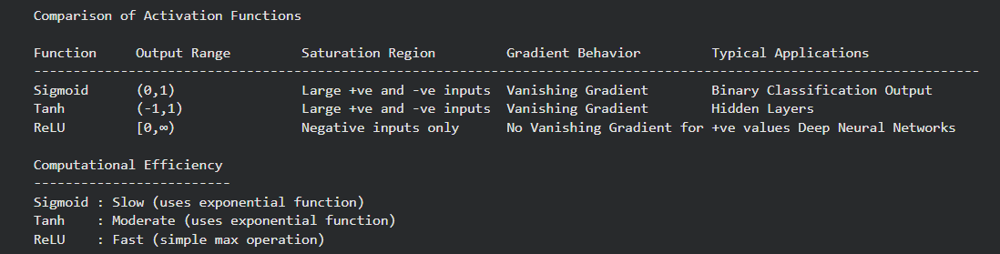 Comparison of Activation Functions
Function Output Range Saturation Region Gradient Behavior Typical Applications
------------------------------------------------------------------------------------------------------------------------
Sigmoid (0,1) Large +ve and -ve inputs Vanishing Gradient Binary Classification Output
Tanh (-1,1) Large +ve and -ve inputs Vanishing Gradient Hidden Layers
ReLU [0,∞) Negative inputs only No Vanishing Gradient for +ve values Deep Neural Networks
Computational Efficiency
-------------------------
Sigmoid : Slow (uses exponential function)
Tanh : Moderate (uses exponential function)
ReLU : Fast (simple max operation)